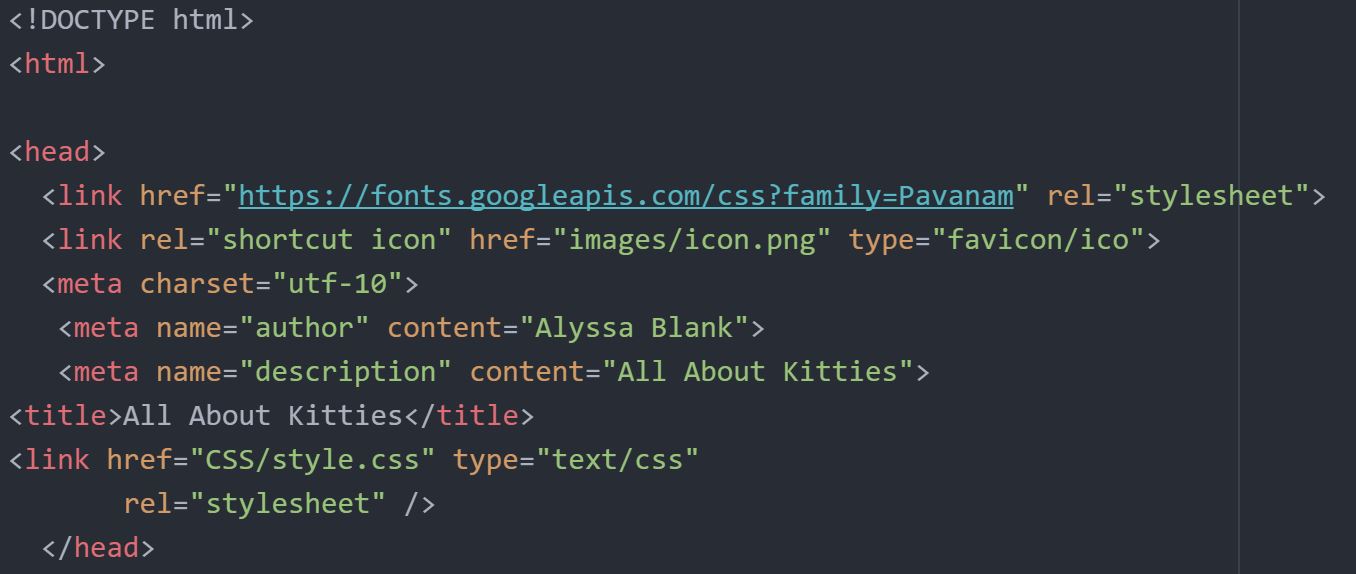 <!DOCTYPE html>
<html>
<head>
<link href="https://fonts.googleapis.com/css?family=Pavanam" rel="stylesheet">
<link rel="shortcut icon" href="images/icon.png" type="favicon/ico">
<meta charset="utf-10">
<meta name="author" content="Alyssa Blank">
<meta name="description" content="All About Kitties">
<title>All About Kitties</title>
<link href="CSS/style.css" type="text/css"
rel="stylesheet" />
</head>